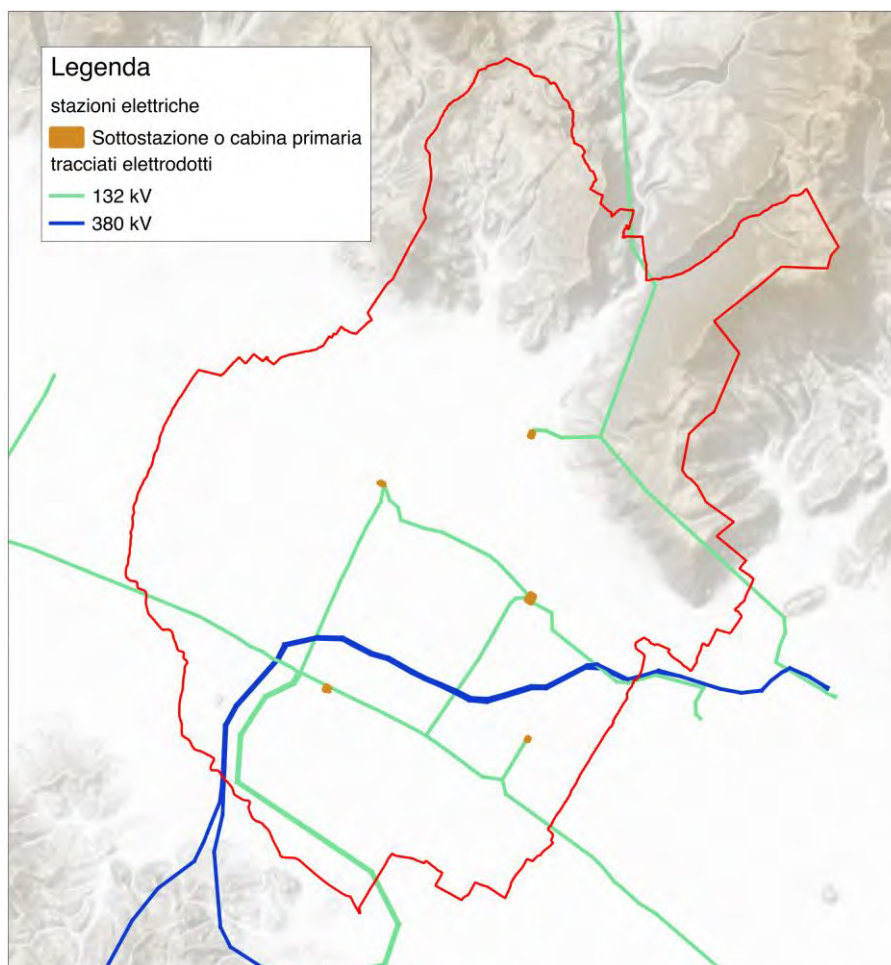 Legenda
stazioni elettriche
Sottostazione o cabina primaria
tracciati elettrodotti
132 kV
380 kV